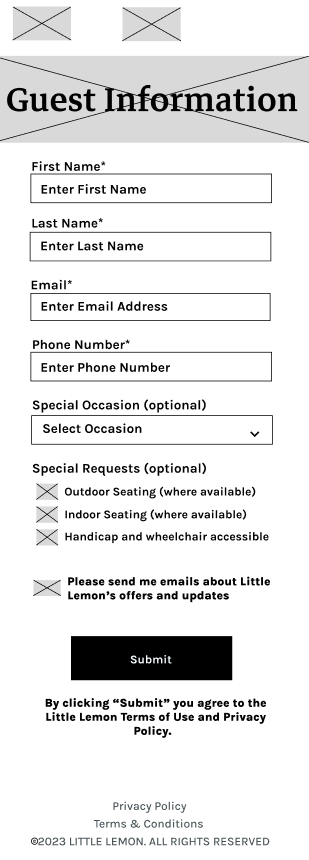 Guest Information
First Name*
Enter First Name
Last Name*
Enter Last Name
Email*
Enter Email Address
Phone Number*
Enter Phone Number
Special Occasion (optional)
Select Occasion
Special Requests (optional)
Outdoor Seating (where available)
Indoor Seating (where available)
Handicap and wheelchair accessible
Please send me emails about Little
Lemon’s offers and updates
Submit
By clicking “Submit” you agree to the
Little Lemon Terms of Use and Privacy
Policy.
Privacy Policy
Terms & Conditions
©2023 LITTLE LEMON. ALL RIGHTS RESERVED